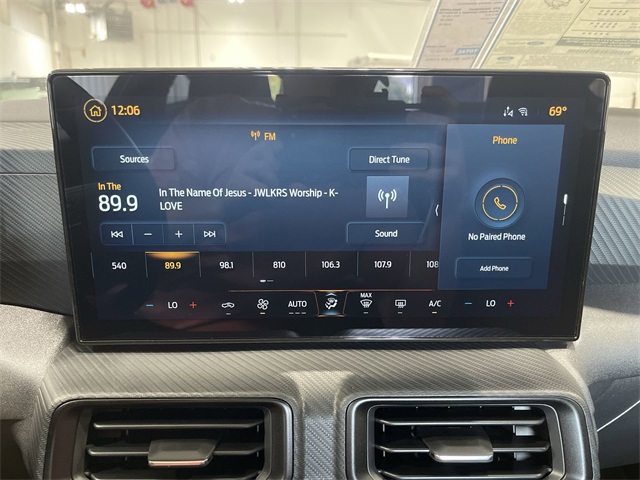 12:06
69°
FM
Phone
Sources
Direct Tune
In The
89.9
In The Name Of Jesus - JWLKRS Worship - K-
LOVE
Sound
No Paired Phone
Add Phone
540 89.9 98.1 810 106.3 107.9 108
LO AUTO MAX A/C LO